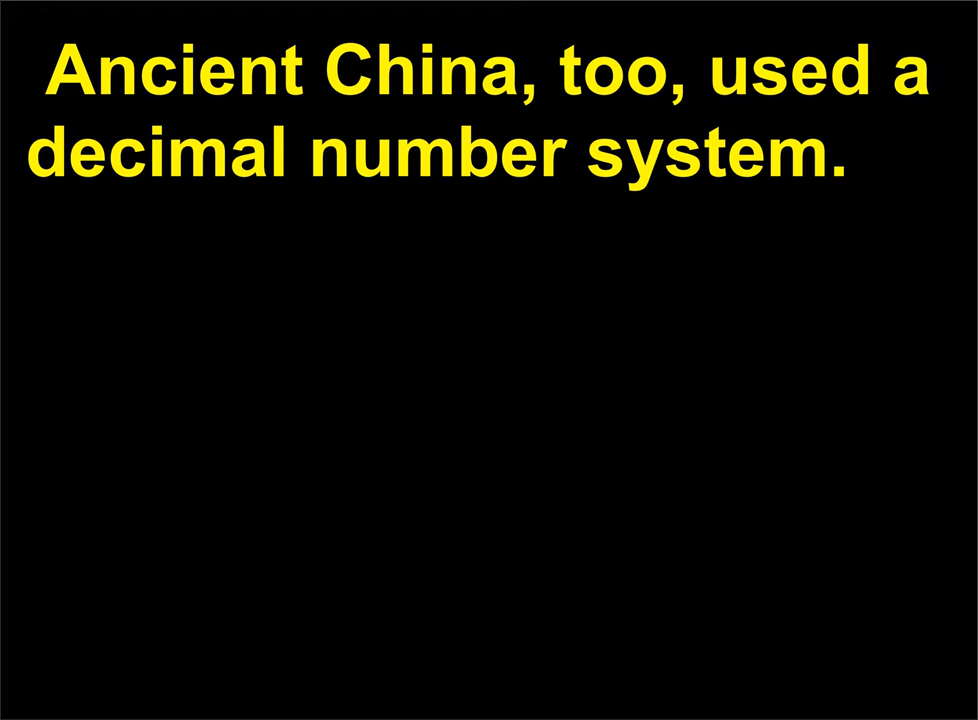 Ancient China, too, used a
decimal number system.